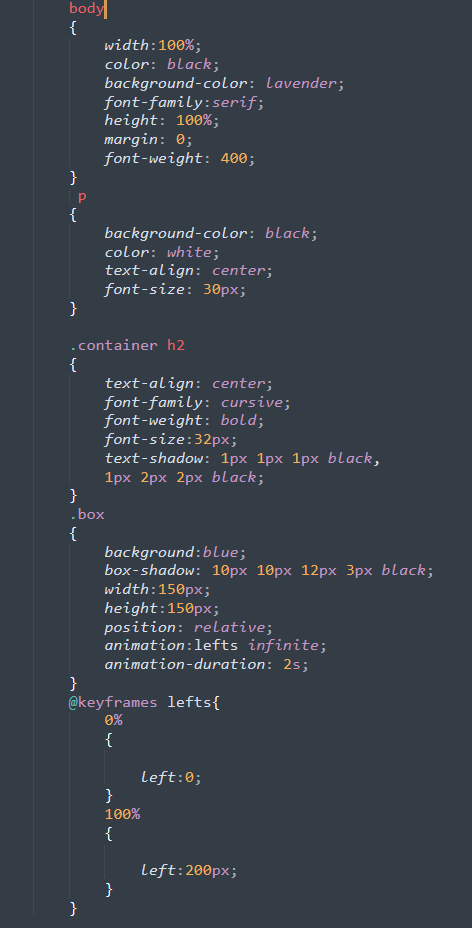 body
{
width:100%;
color: black;
background-color: lavender;
font-family:serif;
height: 100%;
margin: 0;
font-weight: 400;
}
p
{
background-color: black;
color: white;
text-align: center;
font-size: 30px;
}
.container h2
{
text-align: center;
font-family: cursive;
font-weight: bold;
font-size:32px;
text-shadow: 1px 1px 1px black,
1px 2px 2px black;
}
.box
{
background:blue;
box-shadow: 10px 10px 12px 3px black;
width:150px;
height:150px;
position: relative;
animation:lefts infinite;
animation-duration: 2s;
}
@keyframes lefts{
0%
{
left:0;
}
100%
{
left:200px;
}
}